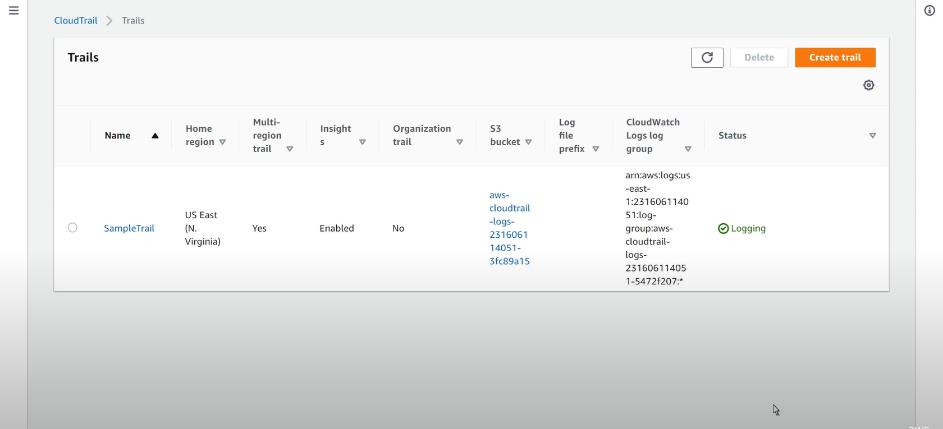 CloudTrail > Trails
Trails
Delete
Create trail
Name
Home
region
Multi-
region
trail
Insight
s
Organization
trail
S3
bucket
Log
file
prefix
CloudWatch
Logs log
group
Status
SampleTrail
US East
(N.
Virginia)
Yes
Enabled
No
aws-
cloudtrail
-logs-
2316061
14051-
3fc89a15
arn:aws:logs:us
-east-
1:2316061140
51:log-
group:aws-
cloudtrail-
logs-
23160611405
1-5472f207:*
Logging